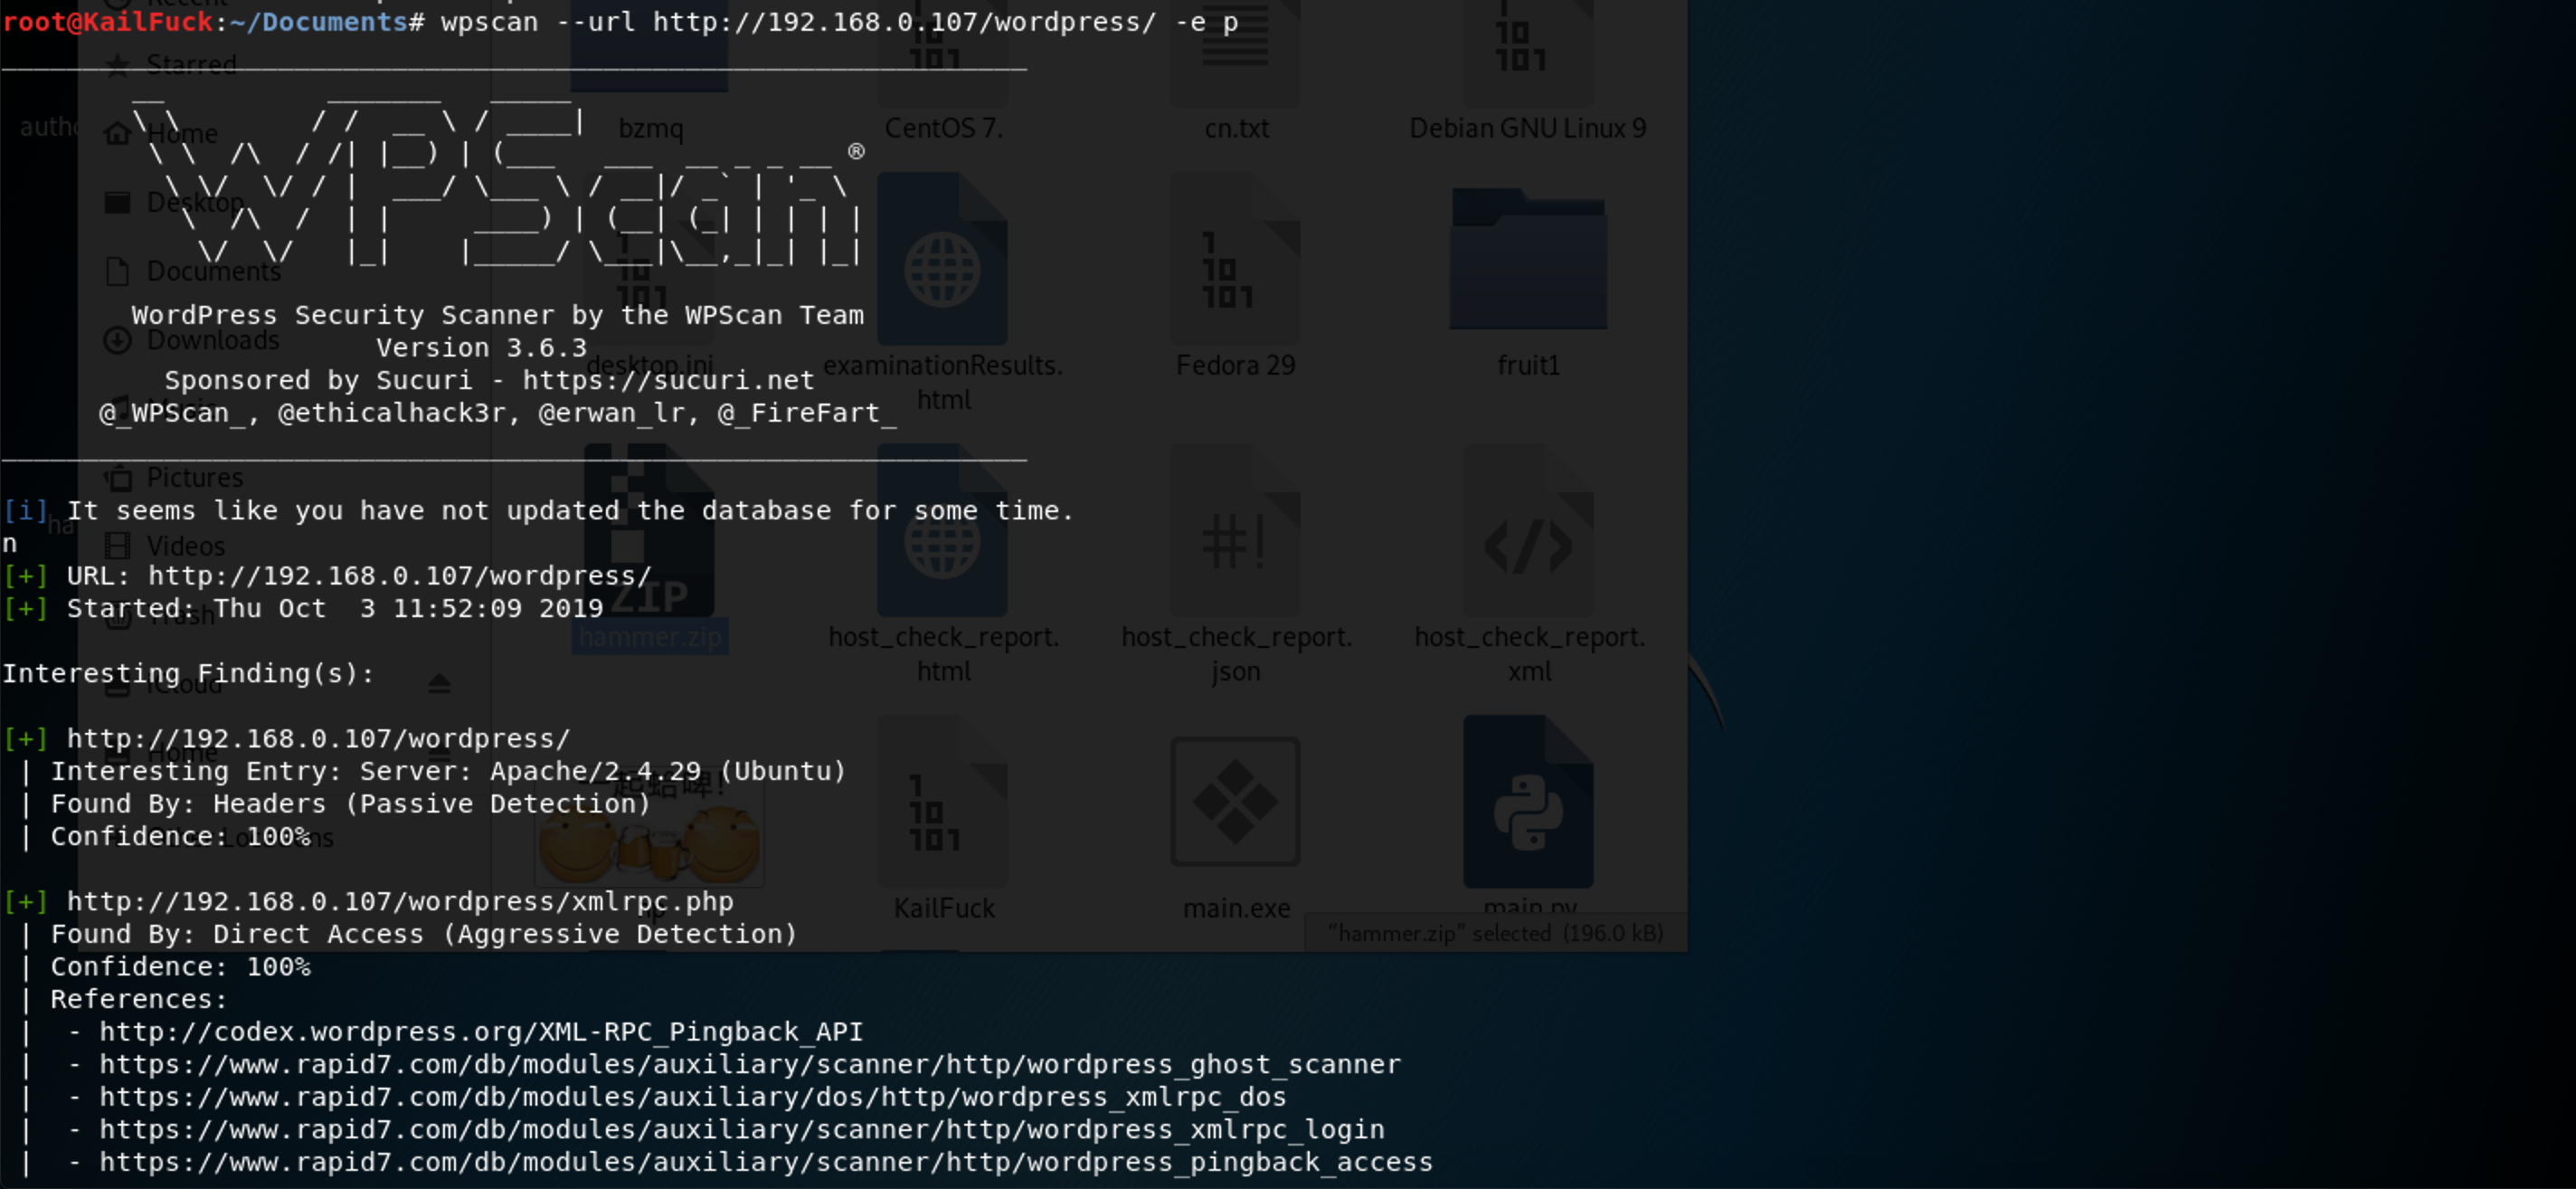 root@KailFuck:~/Documents# wpscan --url http://192.168.0.107/wordpress/ -e p
Starred
Home
Desktop
Documents
Downloads
Pictures
Videos
Trash
iCloud
Home
bzmq
CentOS 7.
cn.txt
Debian GNU Linux 9
®
WordPress Security Scanner by the WPScan Team
Version 3.6.3
Sponsored by Sucuri - https://sucuri.net
@_WPScan_, @ethicalhack3r, @erwan_lr, @_FireFart_
desktop.ini
examinationResults.
html
Fedora 29
fruit1
[i] It seems like you have not updated the database for some time.
n
[+] URL: http://192.168.0.107/wordpress/
[+] Started: Thu Oct  3 11:52:09 2019
ZIP
hammer.zip
host_check_report.
html
host_check_report.
json
host_check_report.
xml
Interesting Finding(s):
[+] http://192.168.0.107/wordpress/
| Interesting Entry: Server: Apache/2.4.29 (Ubuntu)
| Found By: Headers (Passive Detection)
| Confidence: 100%
[+] http://192.168.0.107/wordpress/xmlrpc.php
| Found By: Direct Access (Aggressive Detection)
| Confidence: 100%
| References:
|  - http://codex.wordpress.org/XML-RPC_Pingback_API
|  - https://www.rapid7.com/db/modules/auxiliary/scanner/http/wordpress_ghost_scanner
|  - https://www.rapid7.com/db/modules/auxiliary/dos/http/wordpress_xmlrpc_dos
|  - https://www.rapid7.com/db/modules/auxiliary/scanner/http/wordpress_xmlrpc_login
|  - https://www.rapid7.com/db/modules/auxiliary/scanner/http/wordpress_pingback_access
KailFuck
main.exe
main.py
"hammer.zip" selected (196.0 kB)